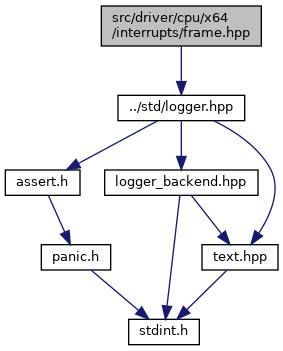 src/driver/cpu/x64
/interrupts/frame.hpp
../std/logger.hpp
assert.h
logger_backend.hpp
panic.h
text.hpp
stdint.h